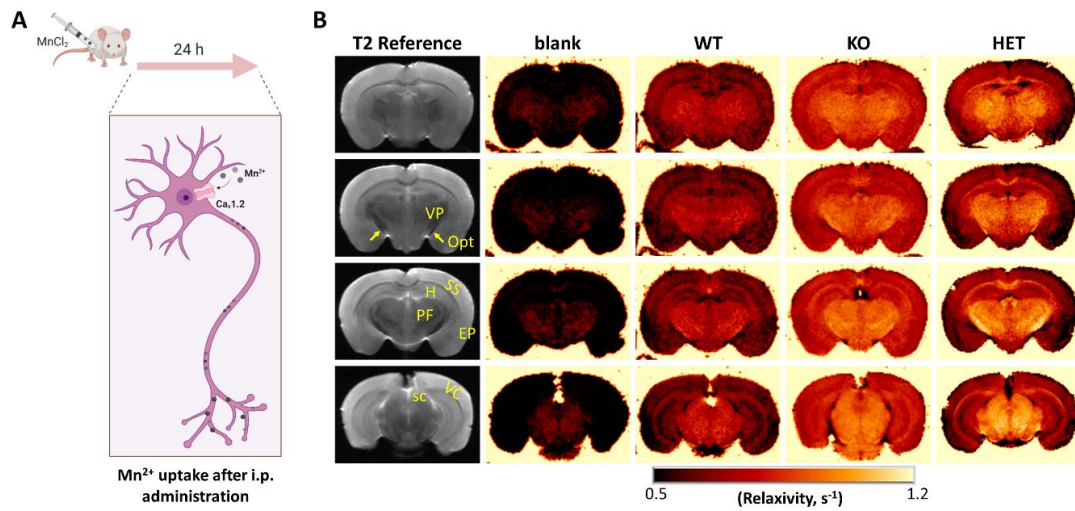 A
MnCl₂
24 h
Mn²⁺
Caᵥ1.2
Mn²⁺ uptake after i.p.
administration
B
T2 Reference blank WT KO HET
VP
Opt
H SS
PF
EP
sc VC
0.5 (Relaxivity, s⁻¹) 1.2